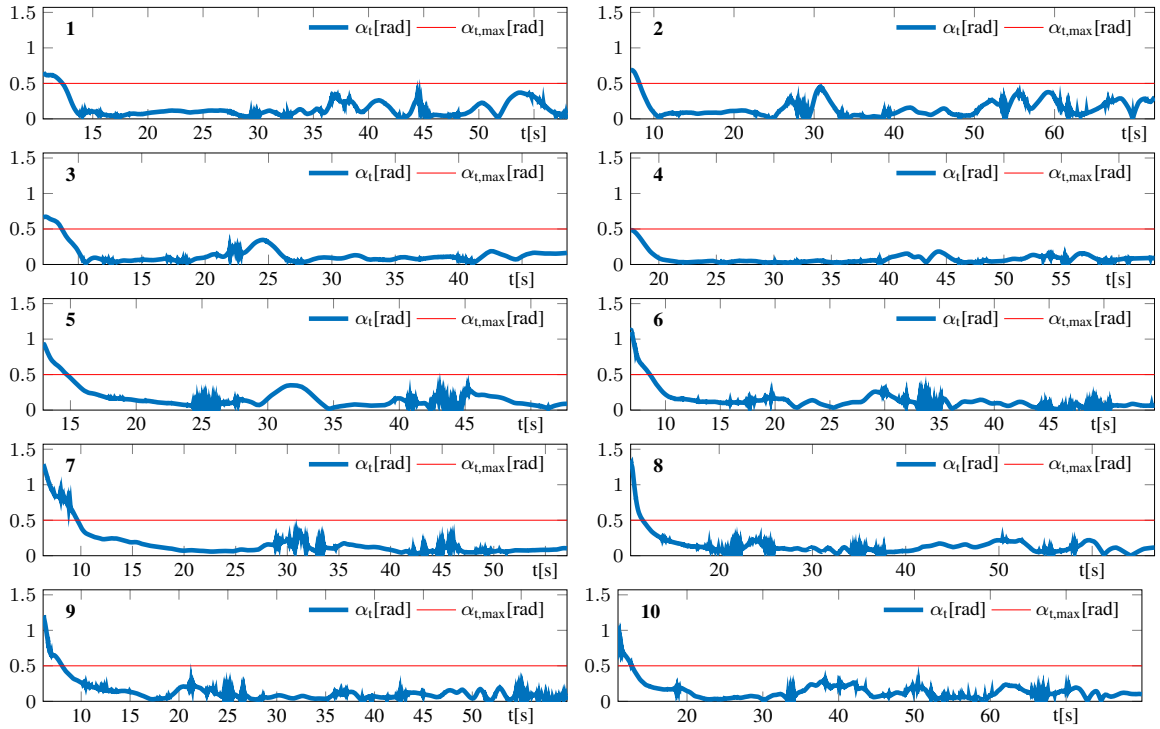 1.5 1 α_t[rad] α_t,max[rad] 1.5 2 α_t[rad] α_t,max[rad]
1 1
0.5 0.5
0 0
15 20 25 30 35 40 45 50 t[s] 10 20 30 40 50 60 t[s]
1.5 3 α_t[rad] α_t,max[rad] 1.5 4 α_t[rad] α_t,max[rad]
1 1
0.5 0.5
0 0
10 15 20 25 30 35 40 t[s] 20 25 30 35 40 45 50 55 t[s]
1.5 5 α_t[rad] α_t,max[rad] 1.5 6 α_t[rad] α_t,max[rad]
1 1
0.5 0.5
0 0
15 20 25 30 35 40 45 t[s] 10 15 20 25 30 35 40 45 t[s]
1.5 7 α_t[rad] α_t,max[rad] 1.5 8 α_t[rad] α_t,max[rad]
1 1
0.5 0.5
0 0
10 15 20 25 30 35 40 45 50 t[s] 20 30 40 50 t[s]
1.5 9 α_t[rad] α_t,max[rad] 1.5 10 α_t[rad] α_t,max[rad]
1 1
0.5 0.5
0 0
10 15 20 25 30 35 40 45 50 t[s] 20 30 40 50 60 t[s]